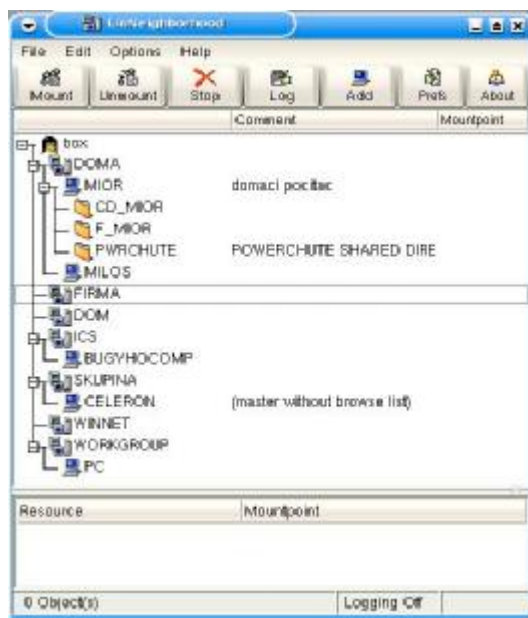 LinNeighborhood
File Edit Options Help
Mount Unmount Stop Log Add Prefs About
Comment Mountpoint
box
DOMA
MIOR domaci pocitac
CD_MIOR
F_MIOR
PWRCHUTE POWERCHUTE SHARED DIRE
MILOS
FIRMA
DOM
ICS
BUGYHOCOMP
SKUPINA
CELERON (master without browse list)
WINNET
WORKGROUP
PC
Resource Mountpoint
0 Object(s) Logging Off